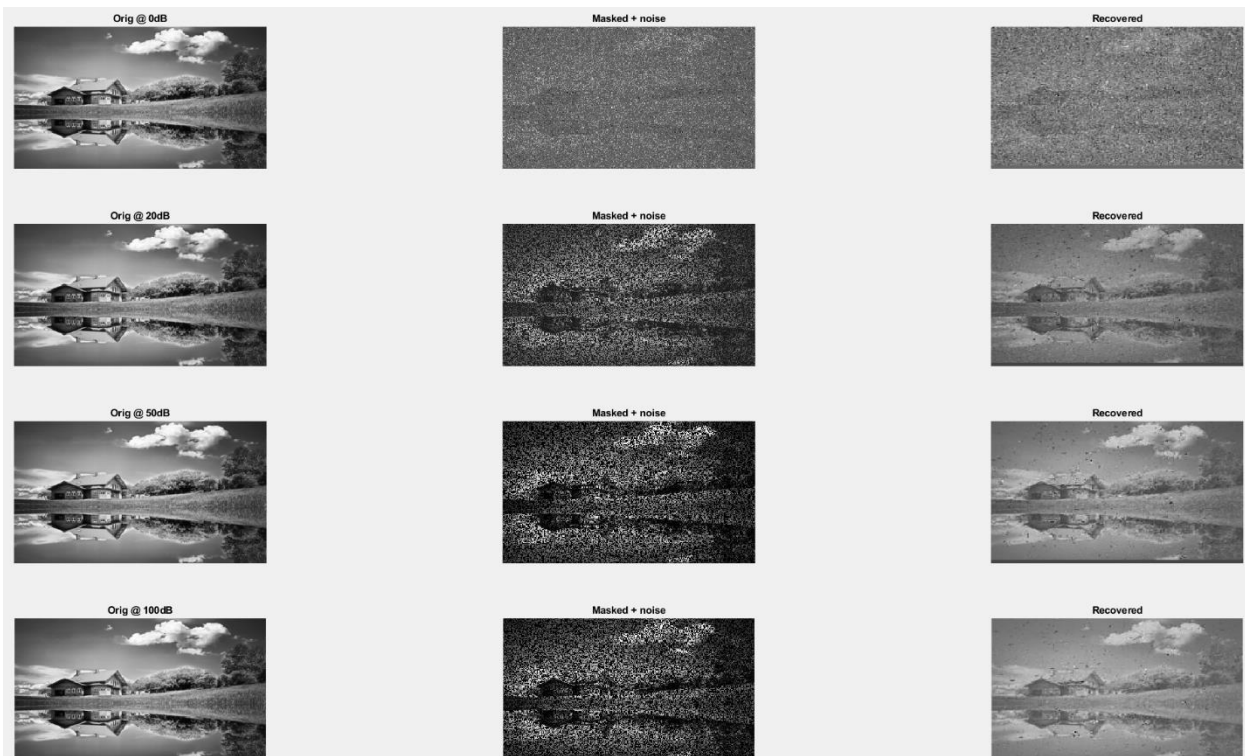 Orig @ 0dB
Masked + noise
Recovered
Orig @ 20dB
Masked + noise
Recovered
Orig @ 50dB
Masked + noise
Recovered
Orig @ 100dB
Masked + noise
Recovered